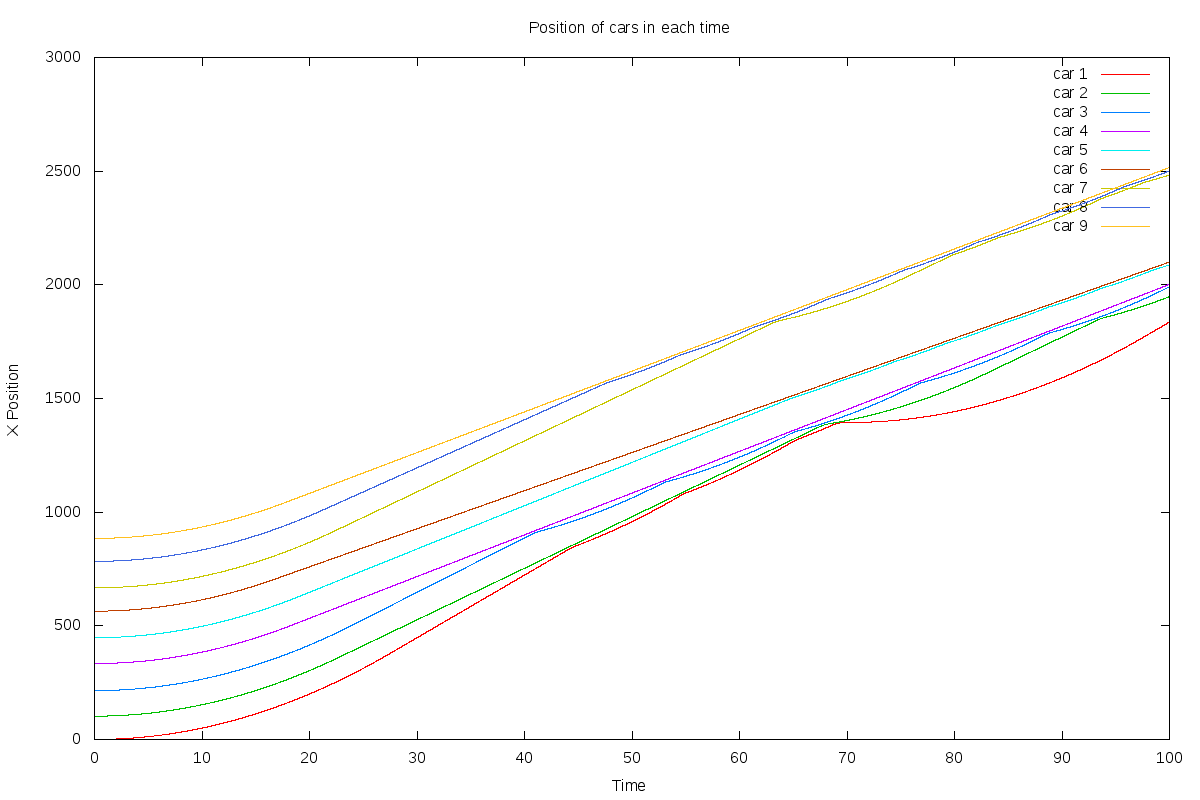 Position of cars in each time
3000
2500
2000
1500
1000
500
0
X Position
car 1
car 2
car 3
car 4
car 5
car 6
car 7
car 8
car 9
0 10 20 30 40 50 60 70 80 90 100
Time